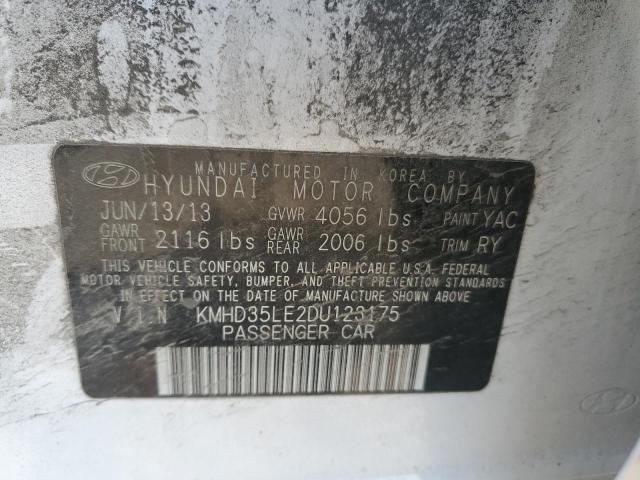 MANUFACTURED IN KOREA BY
HYUNDAI MOTOR COMPANY
JUN/13/13 GVWR 4056 lbs PAINT YAC
GAWR FRONT 2116 lbs GAWR REAR 2006 lbs TRIM RY
THIS VEHICLE CONFORMS TO ALL APPLICABLE U.S.A. FEDERAL
MOTOR VEHICLE SAFETY, BUMPER, AND THEFT PREVENTION STANDARDS
IN EFFECT ON THE DATE OF MANUFACTURE SHOWN ABOVE.
V.I.N KMHD35LE2DU123175
PASSENGER CAR